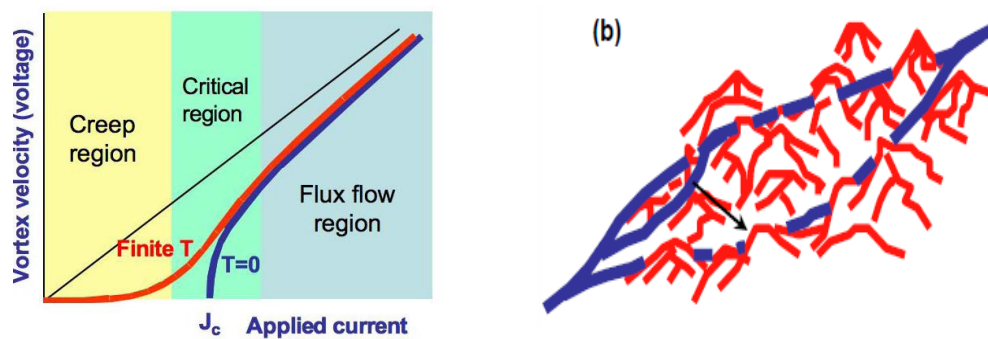 Vortex velocity (voltage)
Creep
region
Critical
region
Flux flow
region
Finite T
T=0
Jc
Applied current
(b)